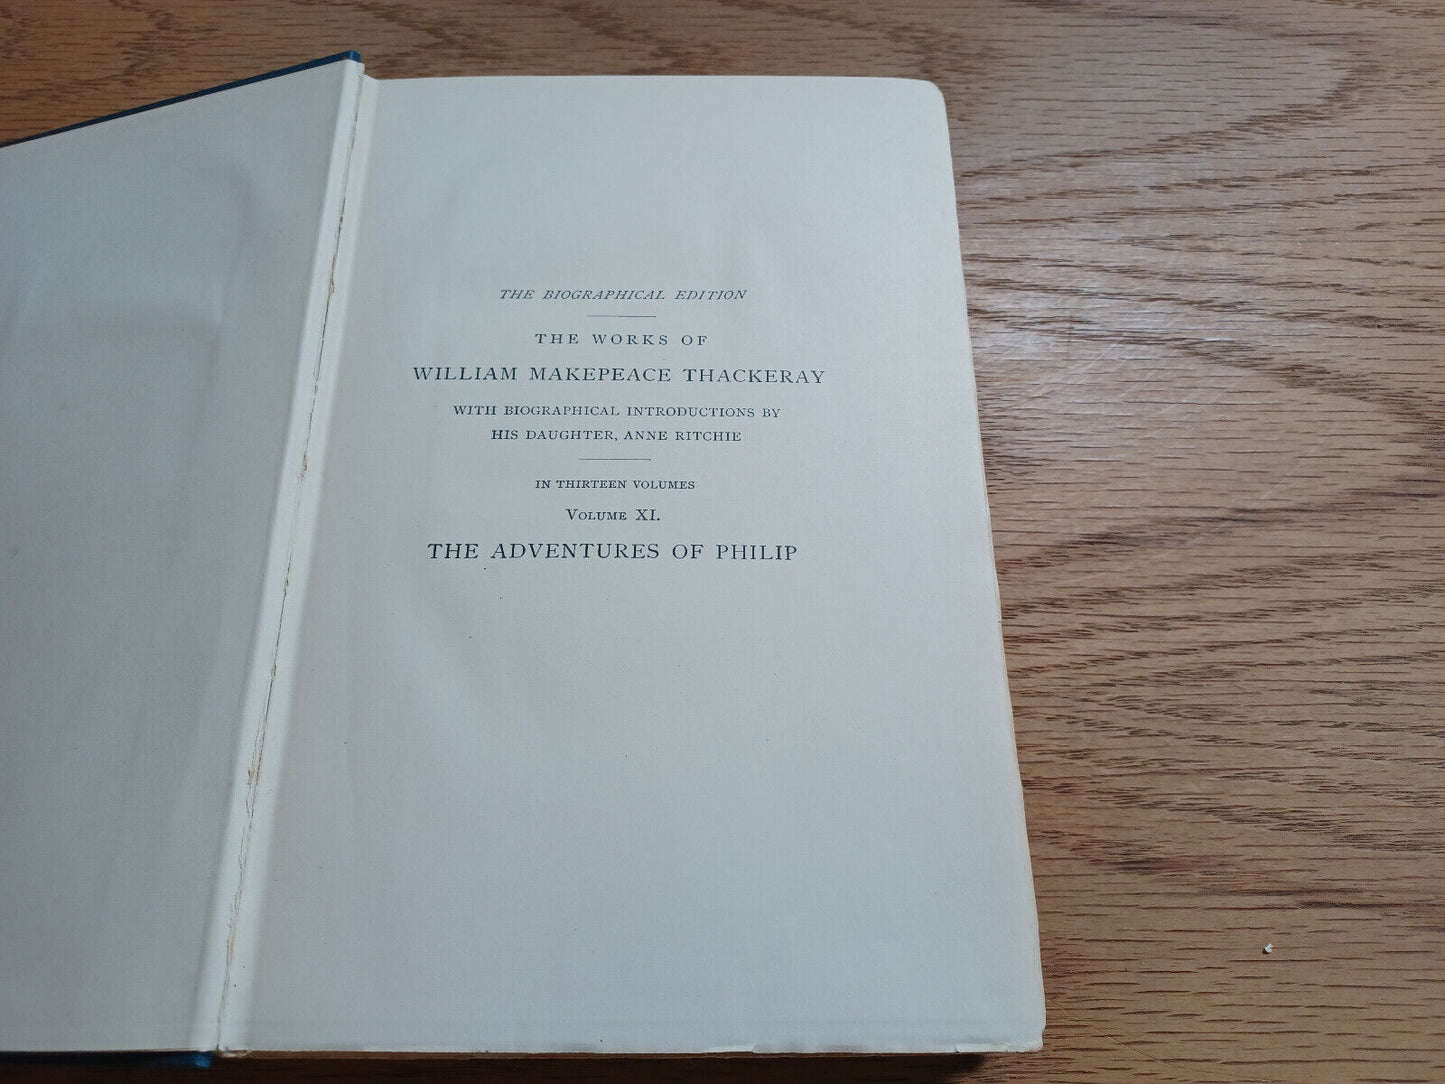 THE BIOGRAPHICAL EDITION
THE WORKS OF
WILLIAM MAKEPEACE THACKERAY
WITH BIOGRAPHICAL INTRODUCTIONS BY
HIS DAUGHTER, ANNE RITCHIE
IN THIRTEEN VOLUMES
VOLUME XI.
THE ADVENTURES OF PHILIP